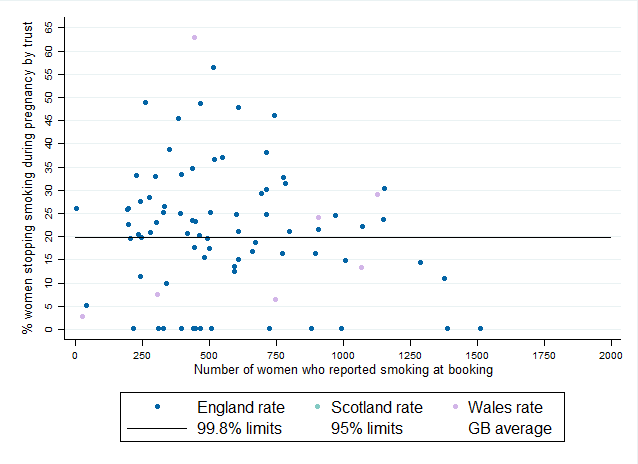 % women stopping smoking during pregnancy by trust
65
60
55
50
45
40
35
30
25
20
15
10
5
0
0 250 500 750 1000 1250 1500 1750 2000
Number of women who reported smoking at booking
England rate Scotland rate Wales rate
99.8% limits 95% limits GB average